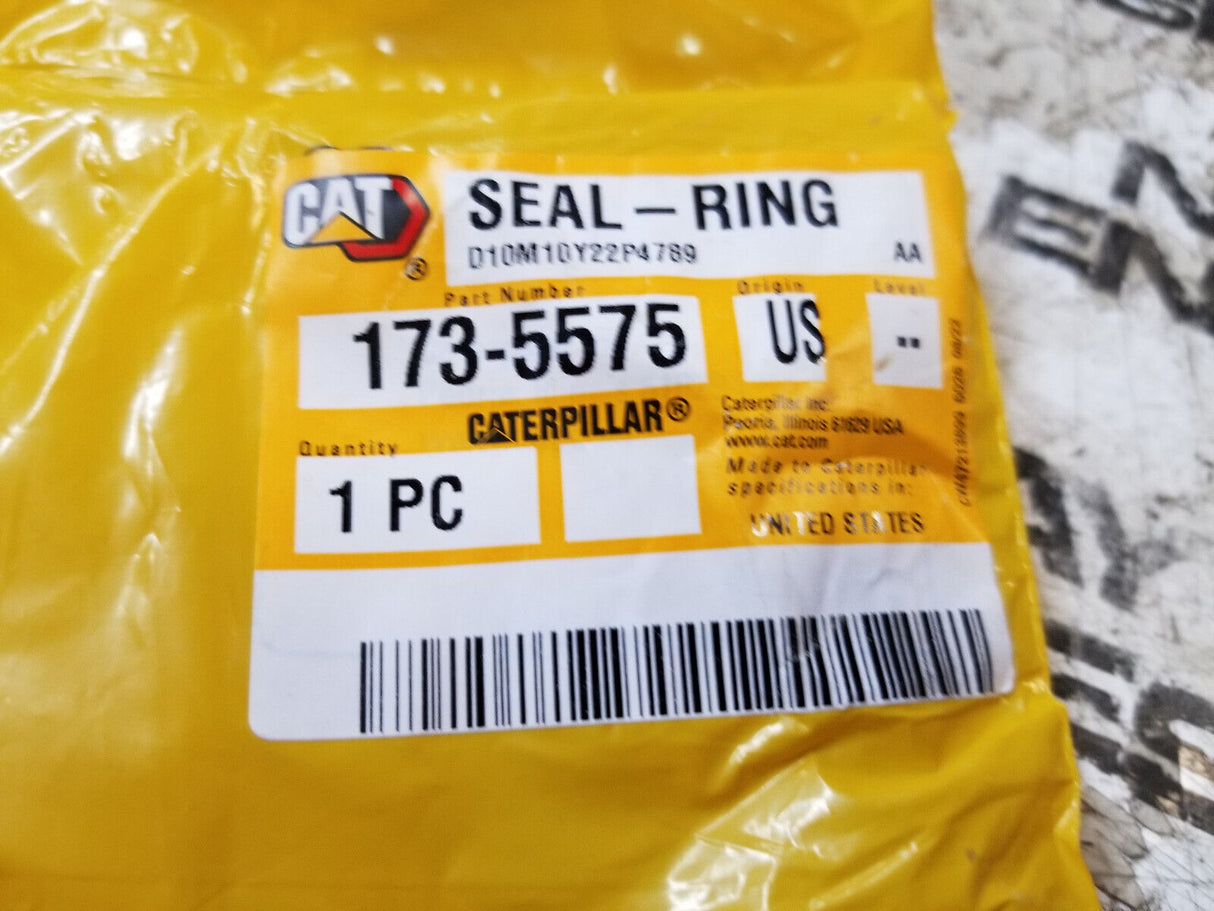 CAT
®
SEAL-RING
D10M10Y22P4789
AA
Part Number
173-5575
Origin
US
Level
--
CATERPILLAR®
Quantity
1 PC
Caterpillar Inc.
Peoria, Illinois 61629 USA
www.cat.com
Made to Caterpillar
specifications in:
UNITED STATES